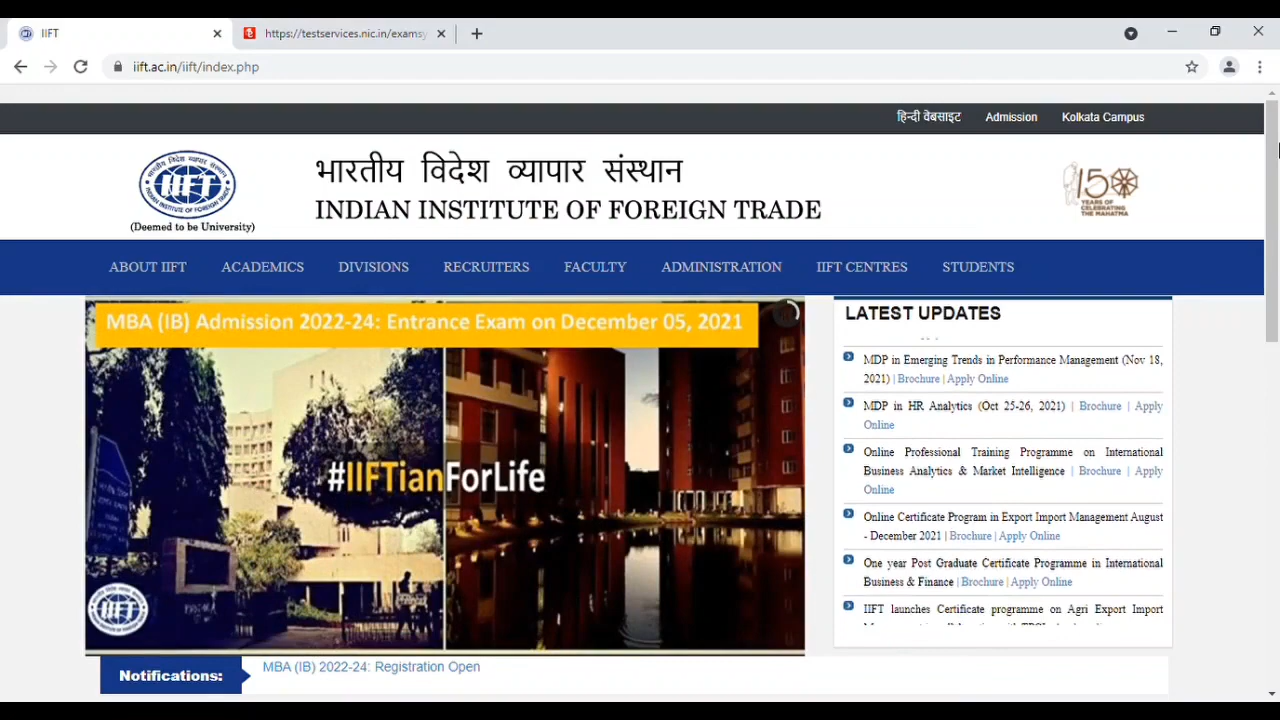 IIFT
https://testservices.nic.in/examsy
iift.ac.in/iift/index.php
हिन्दी वेबसाइट Admission Kolkata Campus
भारतीय विदेश व्यापार संस्थान
IIFT
INDIAN INSTITUTE OF FOREIGN TRADE
INDIAN INSTITUTE OF FOREIGN TRADE
(Deemed to be University)
150
YEARS OF
CELEBRATING
THE MAHATMA
ABOUT IIFT ACADEMICS DIVISIONS RECRUITERS FACULTY ADMINISTRATION IIFT CENTRES STUDENTS
MBA (IB) Admission 2022-24: Entrance Exam on December 05, 2021
#IIFTianForLife
IIFT
LATEST UPDATES
MDP in Emerging Trends in Performance Management (Nov 18,
2021) | Brochure | Apply Online
MDP in HR Analytics (Oct 25-26, 2021) | Brochure | Apply
Online
Online Professional Training Programme on International
Business Analytics & Market Intelligence | Brochure | Apply
Online
Online Certificate Program in Export Import Management August
- December 2021 | Brochure | Apply Online
One year Post Graduate Certificate Programme in International
Business & Finance | Brochure | Apply Online
IIFT launches Certificate programme on Agri Export Import
Notifications:
MBA (IB) 2022-24: Registration Open